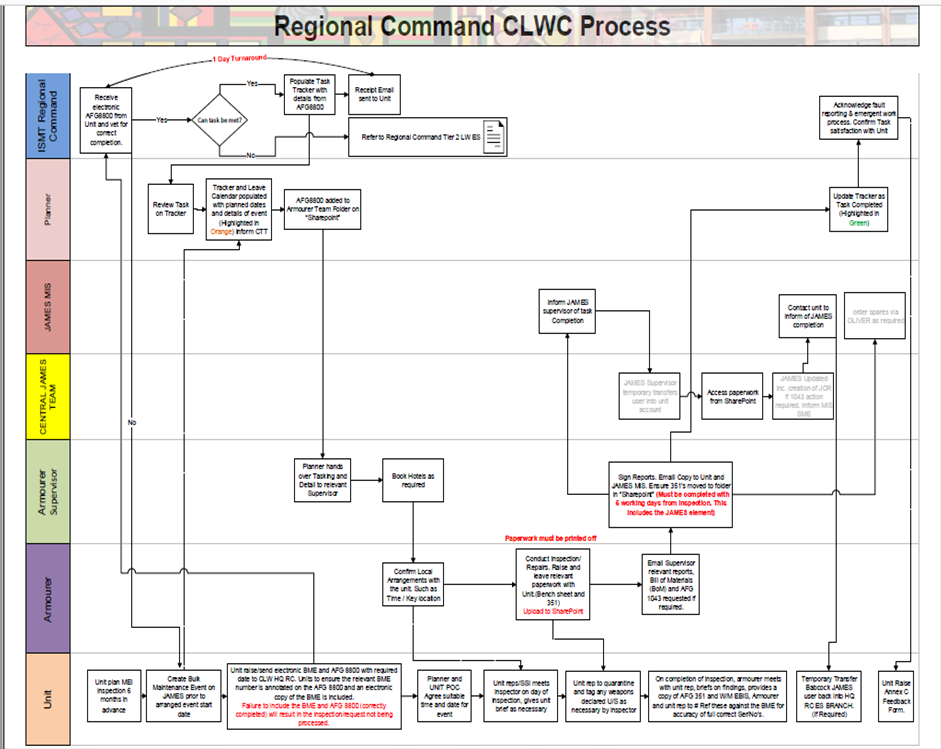 Regional Command CLWC Process
1 Day Turnaround
ISMT Regional
Command
Receive
electronic
AFG8800 from
Unit and vet for
correct
completion.
Yes
Can task be met?
Yes
No
Populate Task
Tracker with
details from
AFG8800
Receipt Email
sent to Unit
Refer to Regional Command Tier 2 LW ES
Acknowledge fault
reporting & emergent work
process. Confirm Task
satisfaction with Unit
Planner
Review Task
on Tracker
Tracker and Leave
Calendar populated
with planned dates
and details of event
(Highlighted in
Orange) Inform CTT
AFG8800 added to
Armourer Team Folder on
"Sharepoint"
Update Tracker as
Task Completed
(Highlighted in
Green)
JAMES MIS
Inform JAMES
supervisor of task
Completion
Contact unit to
inform of JAMES
completion
order spares via
OLIVER as required
CENTRAL JAMES
TEAM
No
JAMES Supervisor
temporary transfers
user into unit
account
Access paperwork
from SharePoint
JAMES Updated
inc. creation of JCR
if 1043 action
required. Inform MIS
SME
Armourer
Supervisor
Planner hands
over Tasking and
Detail to relevant
Supervisor
Book Hotels as
required
Sign Reports. Email Copy to Unit and
JAMES MIS. Ensure 351's moved to folder
in "Sharepoint" (Must be completed with
6 working days from inspection. This
includes the JAMES element)
Armourer
Paperwork must be printed off
Confirm Local
Arrangements with
the unit. Such as
Time / Key location
Conduct Inspection/
Repairs. Raise and
leave relevant
paperwork with
Unit.(Bench sheet and
351)
Upload to SharePoint
Email Supervisor
relevant reports,
Bill of Materials
(BoM) and AFG
1043 requested if
required.
Unit
Unit plan MEI
inspection 6
months in
advance
Create Bulk
Maintenance Event on
JAMES prior to
arranged event start
date
Unit raise/send electronic BME and AFG 8800 with required
date to CLW HQ RC. Units to ensure the relevant BME
number is annotated on the AFG 8800 and an electronic
copy of the BME is included.
Failure to include the BME and AFG 8800 (correctly
completed) will result in the inspection request not being
processed.
Planner and
UNIT POC
Agree suitable
time and date for
event
Unit reps/SSI meets
inspector on day of
inspection, gives unit
brief as necessary
Unit rep to quarantine
and tag any weapons
declared U/S as
necessary by inspector
On completion of inspection, armourer meets
with unit rep, briefs on findings, provides a
copy of AFG 351 and WMI EBIS, Armourer
and unit rep to # Ref these against the BME for
accuracy of full correct SerNo's.
Temporary Transfer
Babcock JAMES
user back into HQ
RC ES BRANCH.
(If Required)
Unit Raise
Annex C
Feedback
Form.